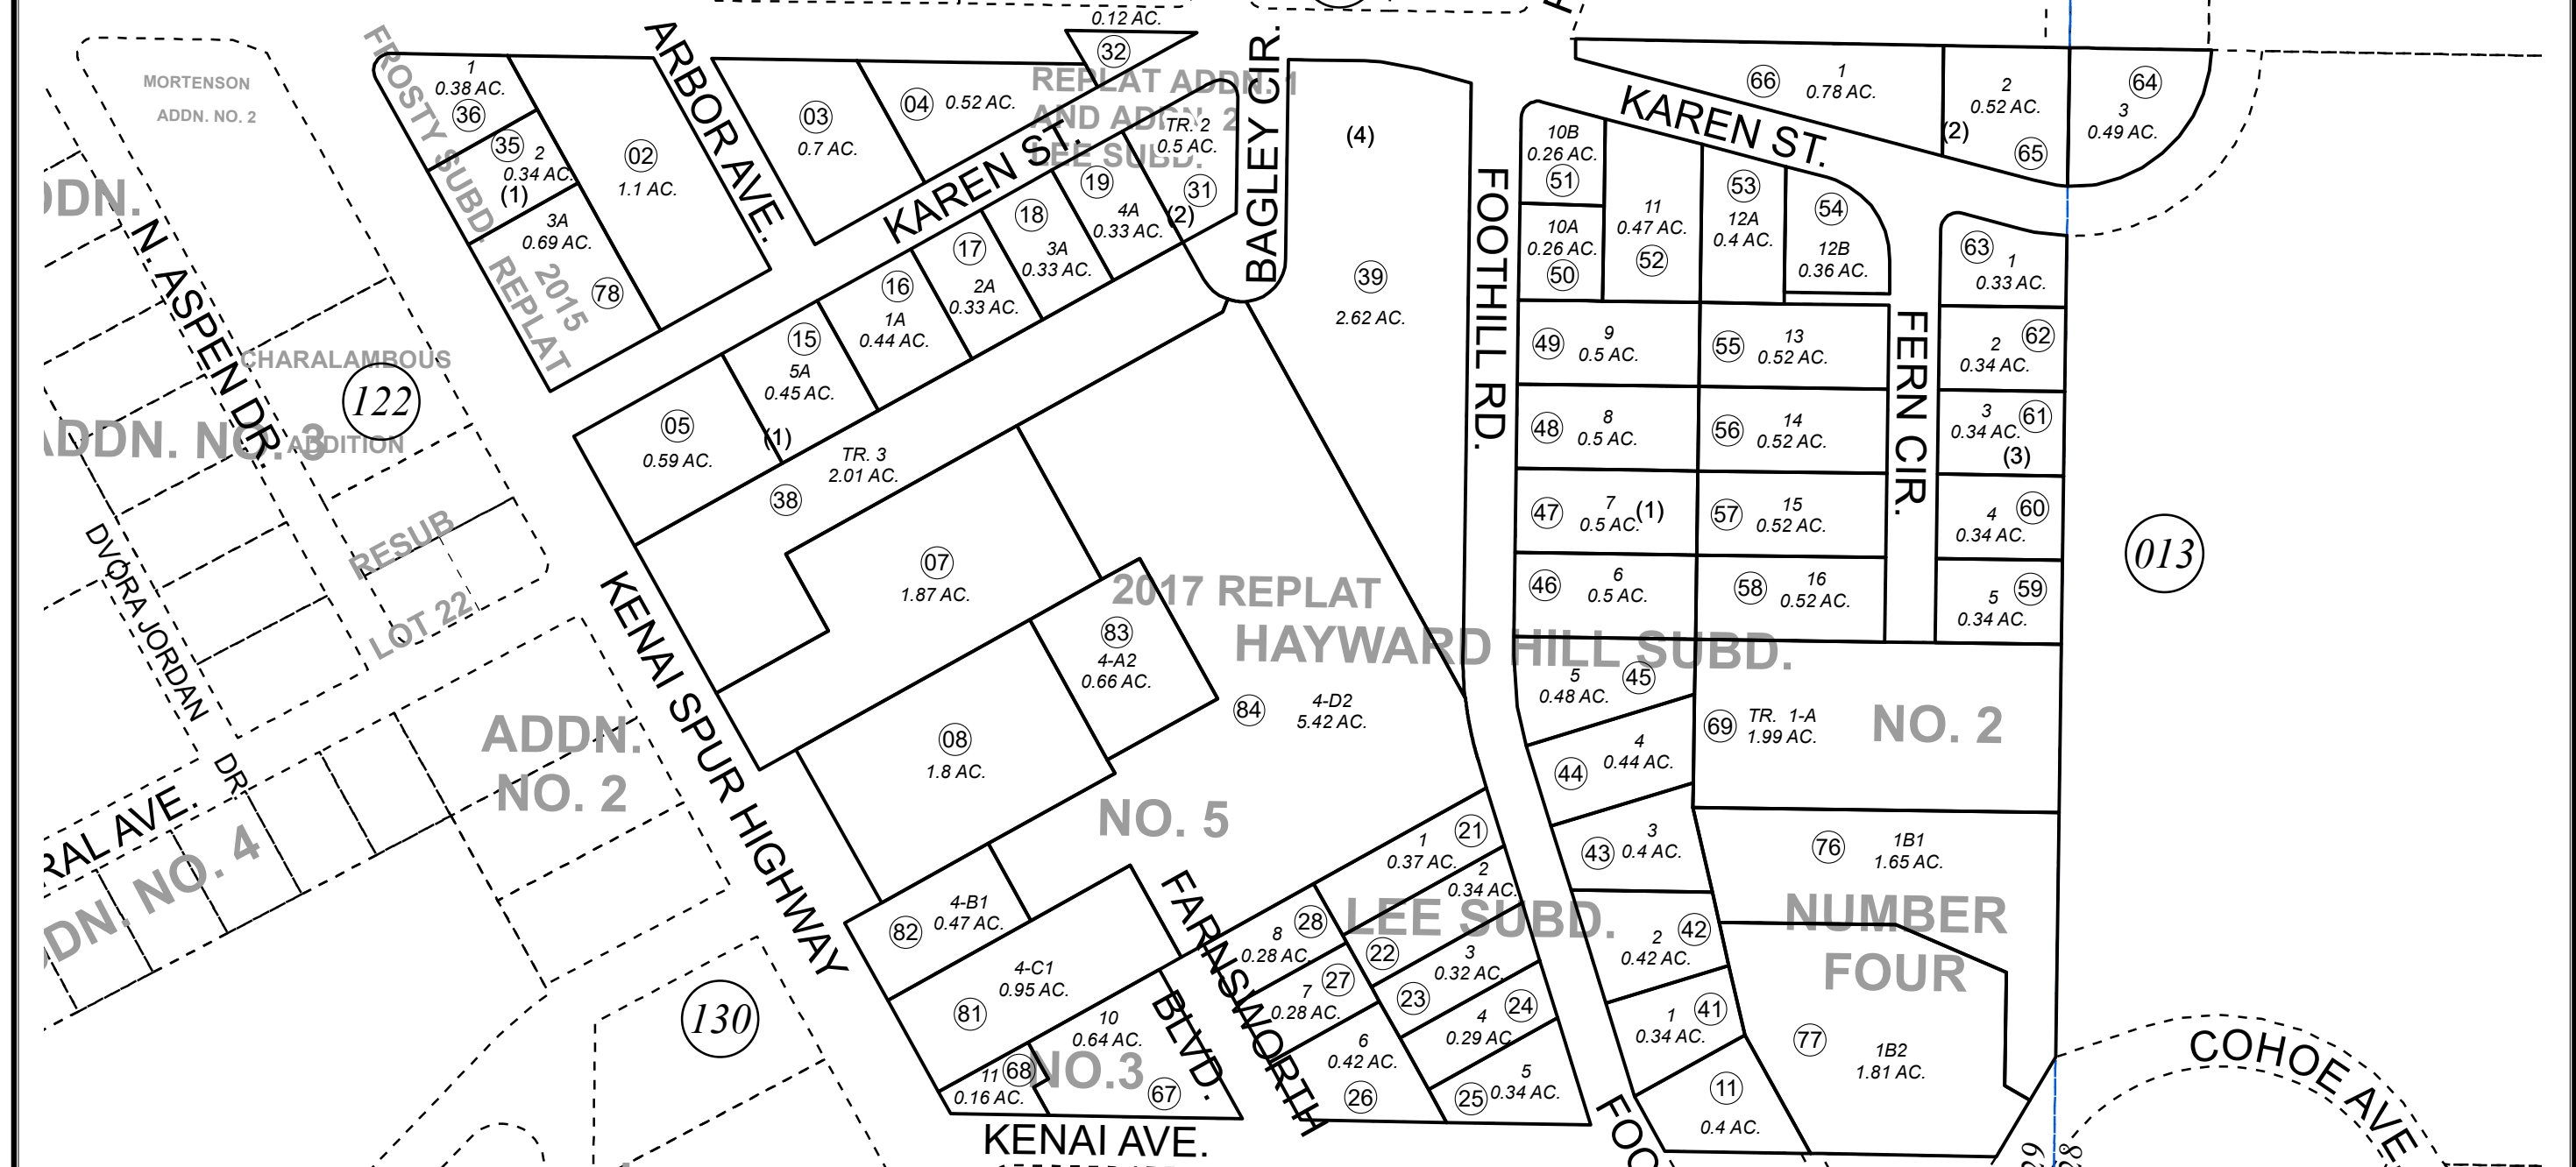 0.12 AC.
32
MORTENSON
ADDN. NO. 2
FROSTY SUBD.
2015
REPLAT
1
0.38 AC.
36
35
2
0.34 AC.
(1)
3A
0.69 AC.
78
02
1.1 AC.
ARBOR AVE.
03
0.7 AC.
04
0.52 AC.
REPLAT ADDN. 1
AND ADDN. 2
LEE SUBD.
KAREN ST.
TR. 2
0.5 AC.
31
(2)
19
4A
0.33 AC.
18
3A
0.33 AC.
17
2A
0.33 AC.
16
1A
0.44 AC.
15
5A
0.45 AC.
(1)
05
0.59 AC.
BAGLEY CIR.
(4)
39
2.62 AC.
FOOTHILL RD.
66
1
0.78 AC.
2
0.52 AC.
(2)
65
64
3
0.49 AC.
KAREN ST.
10B
0.26 AC.
51
10A
0.26 AC.
50
11
0.47 AC.
52
53
12A
0.4 AC.
54
12B
0.36 AC.
63
1
0.33 AC.
49
9
0.5 AC.
55
13
0.52 AC.
FERN CIR.
2
62
0.34 AC.
48
8
0.5 AC.
56
14
0.52 AC.
3
61
0.34 AC.
(3)
47
7
0.5 AC.
(1)
57
15
0.52 AC.
4
60
0.34 AC.
46
6
0.5 AC.
58
16
0.52 AC.
5
59
0.34 AC.
013
DDN.
N. ASPEN DR.
CHARALAMBOUS
122
ADDITION
ADDN. NO. 3
RESUB
LOT 22
DVORA JORDAN
DR.
TR. 3
2.01 AC.
38
07
1.87 AC.
KENAI SPUR HIGHWAY
2017 REPLAT
HAYWARD HILL SUBD.
NO. 2
83
4-A2
0.66 AC.
84
4-D2
5.42 AC.
08
1.8 AC.
NO. 5
5
0.48 AC.
45
69
TR. 1-A
1.99 AC.
44
4
0.44 AC.
43
3
0.4 AC.
76
1B1
1.65 AC.
NUMBER
FOUR
42
2
0.42 AC.
41
1
0.34 AC.
77
1B2
1.81 AC.
11
0.4 AC.
ADDN.
NO. 2
RAL AVE.
DDN. NO. 4
130
82
4-B1
0.47 AC.
4-C1
0.95 AC.
81
10
0.64 AC.
NO.3
68
11
0.16 AC.
67
FARNSWORTH
BLVD.
LEE SUBD.
1
0.37 AC.
21
2
0.34 AC.
22
3
0.32 AC.
23
4
0.29 AC.
24
5
0.34 AC.
25
8
0.28 AC.
28
7
0.28 AC.
27
6
0.42 AC.
26
KENAI AVE.
FOO
COHOE AVE
29
28